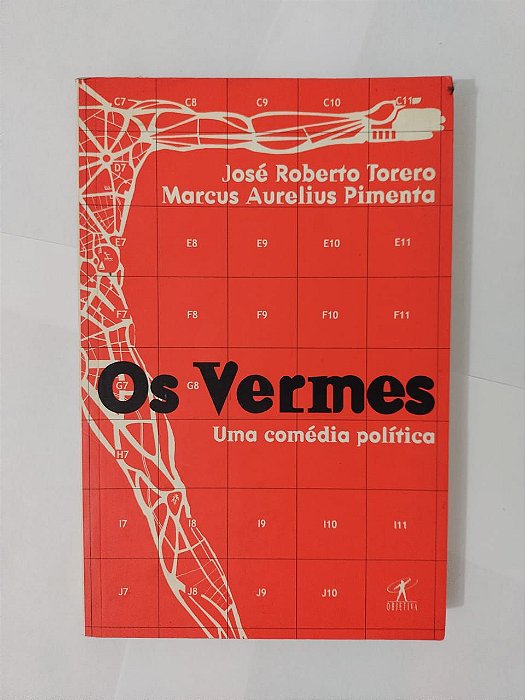 C7 C8 C9 C10 C11
D7
José Roberto Torero
Marcus Aurelius Pimenta
E7 E8 E9 E10 E11
F7 F8 F9 F10 F11
G7 G8
Os Vermes
Uma comédia política
H7
I7 I8 I9 I10 I11
J7 J8 J9 J10
OBJETIVA